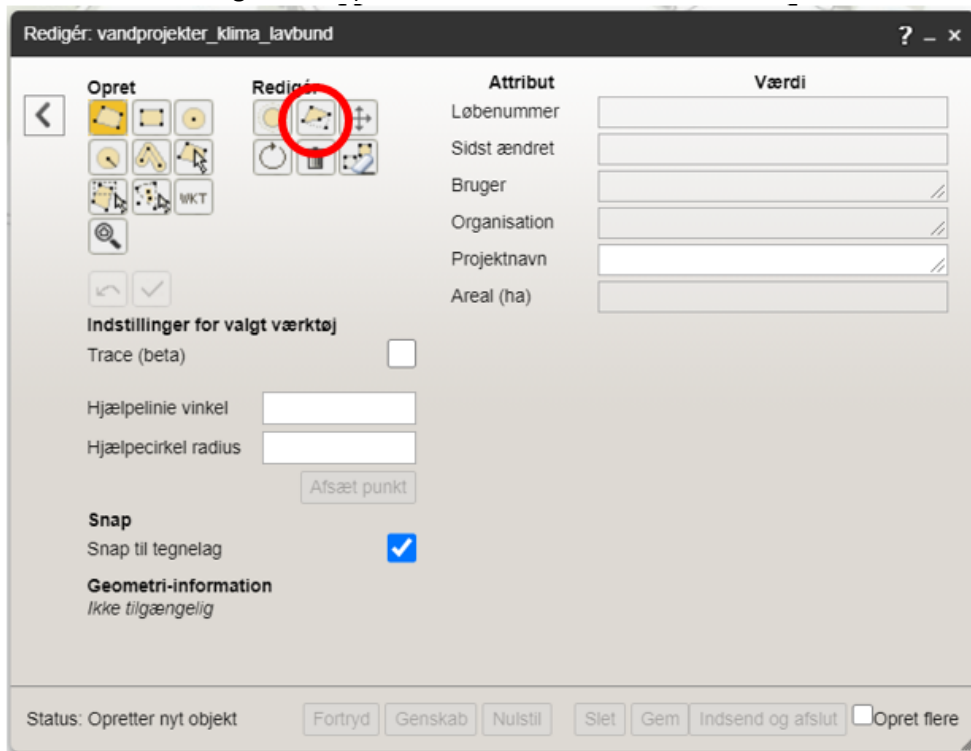 Redigér: vandprojekter_klima_lavbund ? – ×
Opret Redigér Attribut Værdi
Løbenummer
Sidst ændret
Bruger
WKT
Organisation
Projektnavn
Areal (ha)
Indstillinger for valgt værktøj
Trace (beta)
Hjælpelinie vinkel
Hjælpecirkel radius
Afsæt punkt
Snap
Snap til tegnelag
Geometri-information
Ikke tilgængelig
Status: Opretter nyt objekt Fortryd Genskab Nulstil Slet Gem Indsend og afslut Opret flere